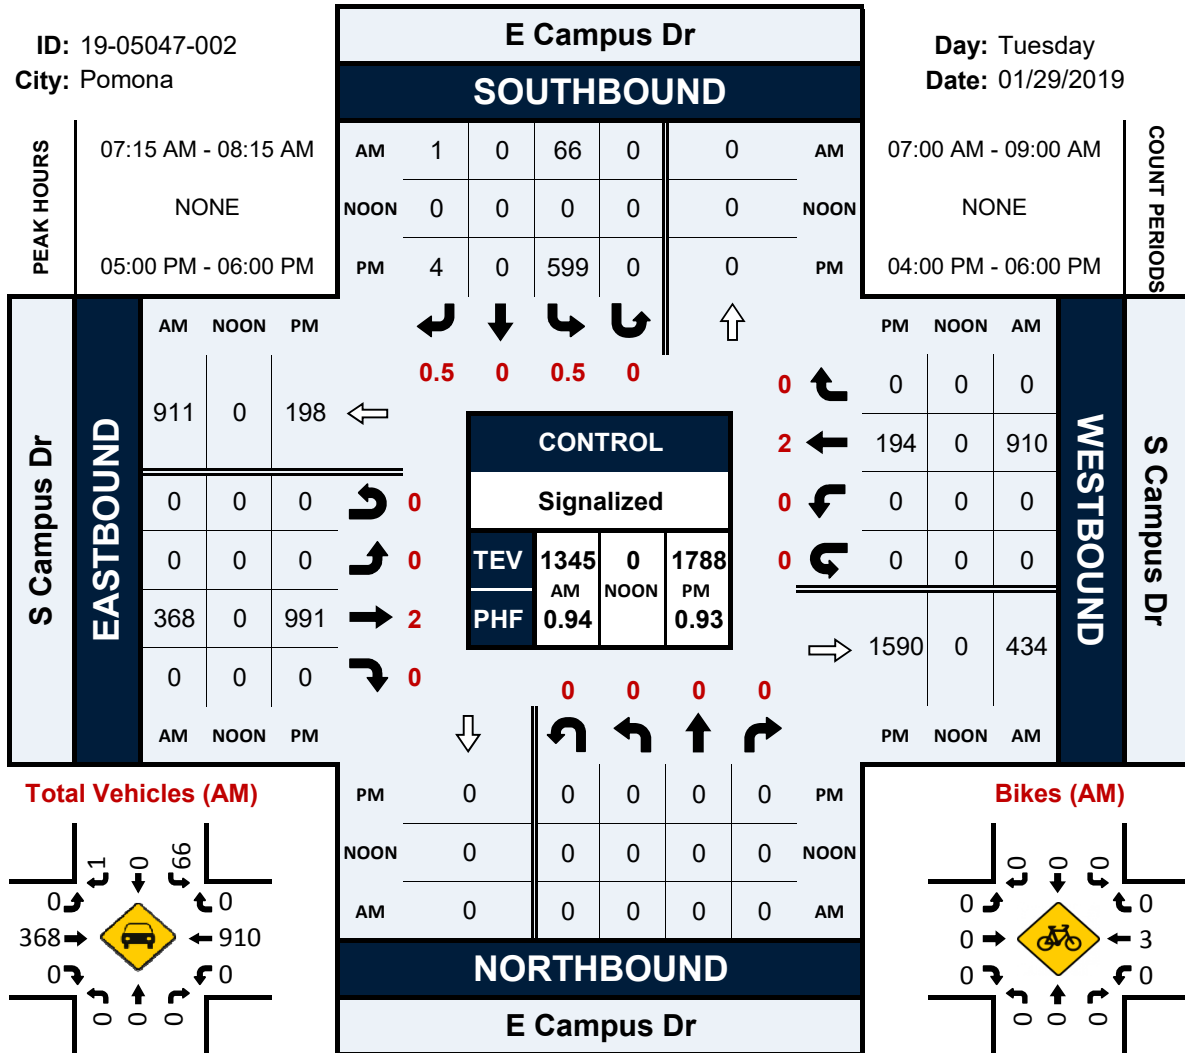 ID: 19-05047-002
City: Pomona
E Campus Dr
SOUTHBOUND
Day: Tuesday
Date: 01/29/2019
PEAK HOURS
07:15 AM - 08:15 AM
NONE
05:00 PM - 06:00 PM
AM 1 0 66 0 0 AM
NOON 0 0 0 0 0 NOON
PM 4 0 599 0 0 PM
07:00 AM - 09:00 AM
NONE
04:00 PM - 06:00 PM
COUNT PERIODS
0.5 0 0.5 0
S Campus Dr
EASTBOUND
AM NOON PM
911 0 198
0 0 0 0
0 0 0 0
368 0 991 2
0 0 0 0
AM NOON PM
CONTROL
Signalized
TEV 1345 0 1788
AM NOON PM
PHF 0.94 0.93
PM NOON AM
0 0 0 0
2 194 0 910
0 0 0 0
0 0 0 0
1590 0 434
PM NOON AM
WESTBOUND
S Campus Dr
0 0 0 0
PM 0 0 0 0 0 PM
NOON 0 0 0 0 0 NOON
AM 0 0 0 0 0 AM
NORTHBOUND
E Campus Dr
Total Vehicles (AM)
1 0 66
0 0
368 910
0 0
0 0 0
Bikes (AM)
0 0 0
0 0
0 3
0 0
0 0 0